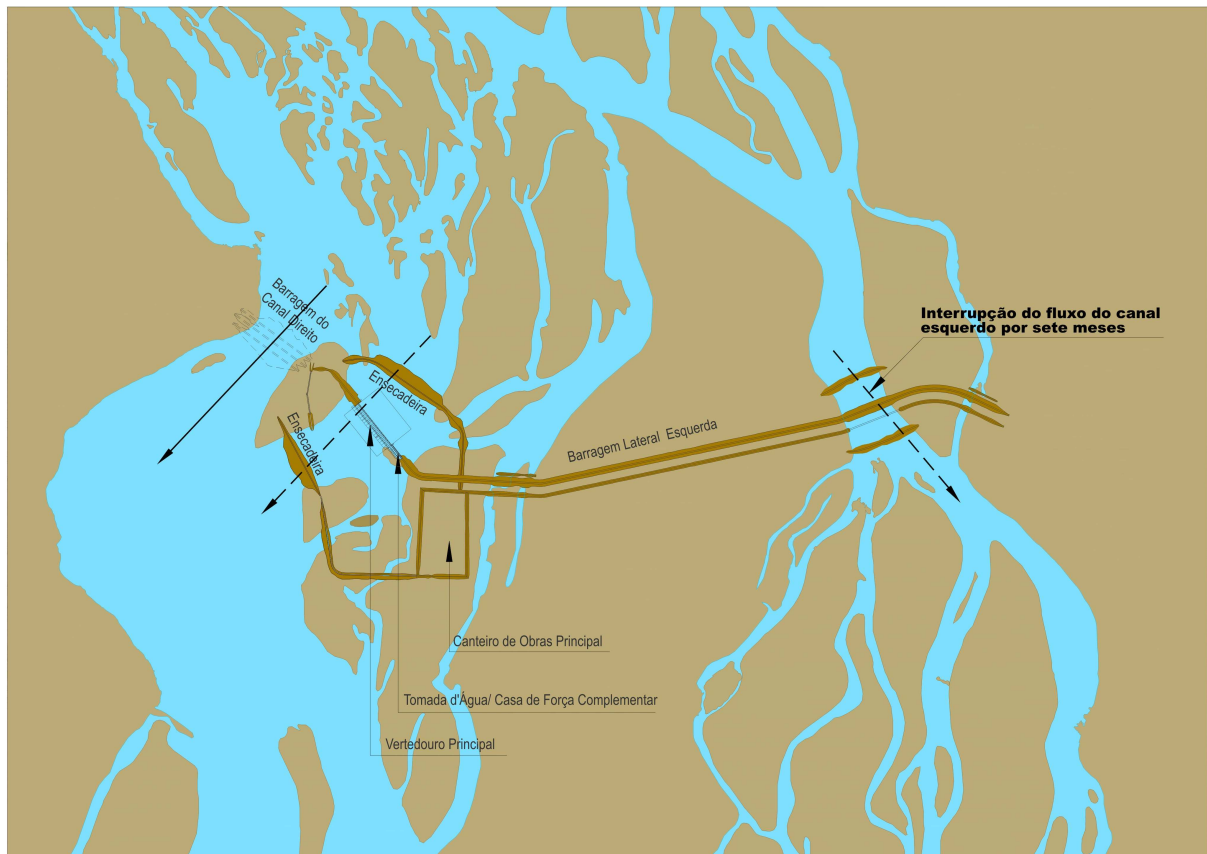 Barragem do
Canal Direito
Interrupção do fluxo do canal
esquerdo por sete meses
Ensecadeira
Ensecadeira
Barragem Lateral Esquerda
Canteiro de Obras Principal
Tomada d'Água/ Casa de Força Complementar
Vertedouro Principal